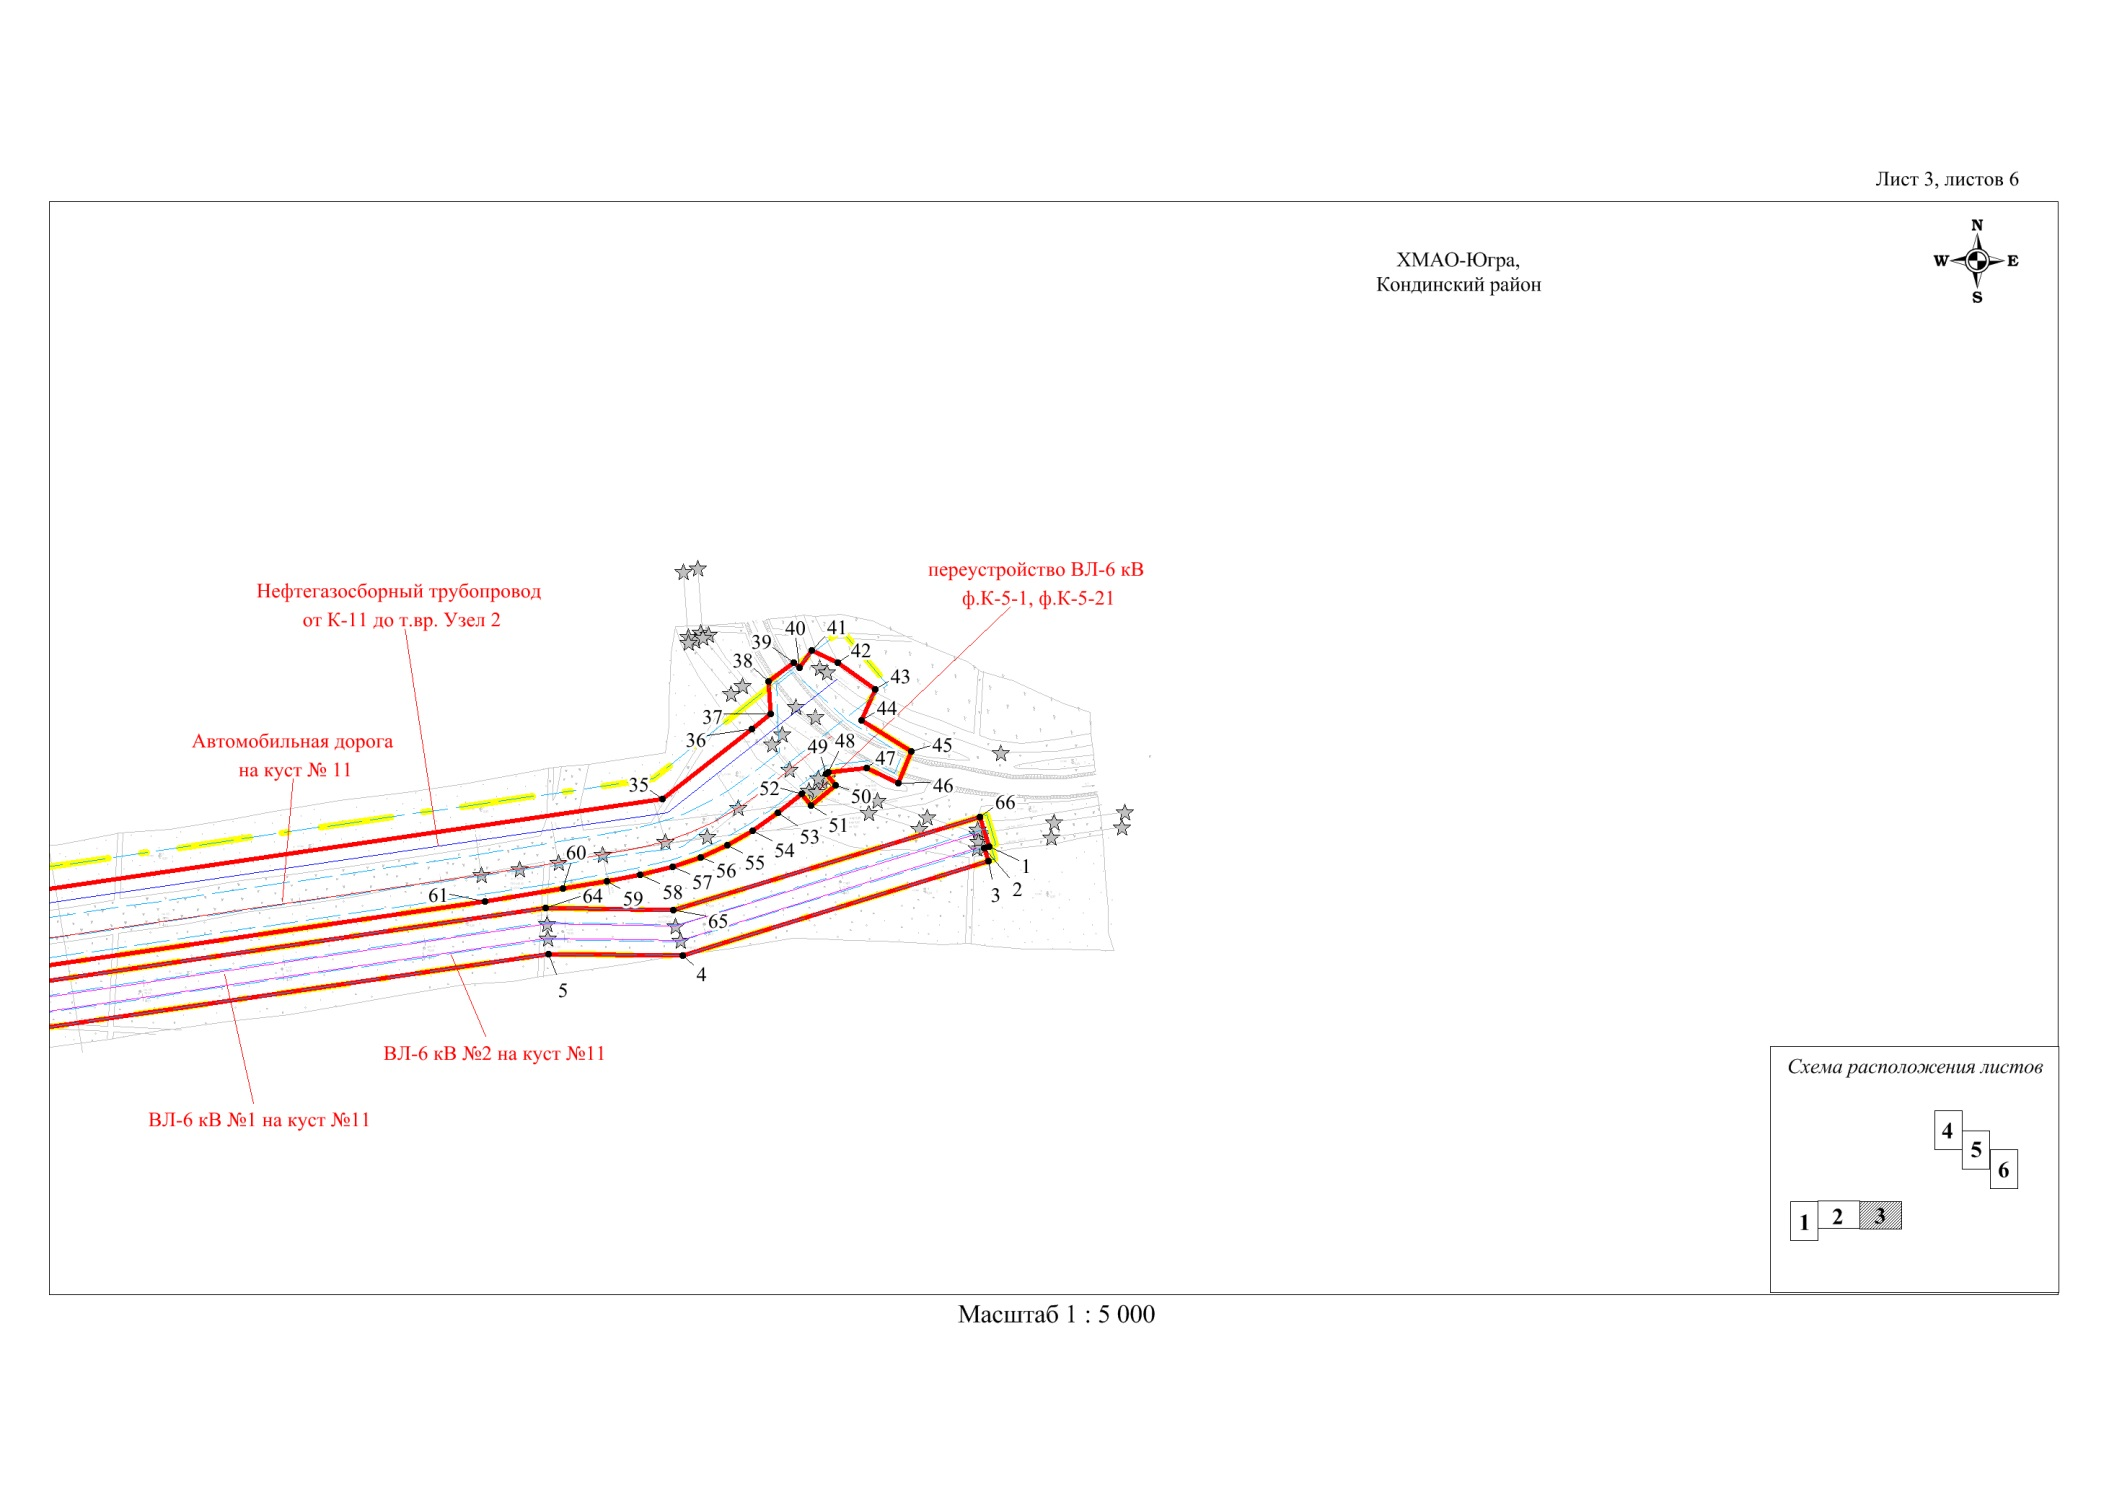 Лист 3, листов 6
N
W E
S
ХМАО-Югра,
Кондинский район
переустройство ВЛ-6 кВ
ф.К-5-1, ф.К-5-21
Нефтегазосборный трубопровод
от К-11 до т.вр. Узел 2
Автомобильная дорога
на куст № 11
40
41
39
42
38
43
37
44
36
45
49
48
47
35
52
50
46
51
66
53
60
54
55
56
1
57
2
58
3
61
64
59
65
4
5
ВЛ-6 кВ №2 на куст №11
ВЛ-6 кВ №1 на куст №11
Схема расположения листов
4
5
6
1
2
3
Масштаб 1 : 5 000